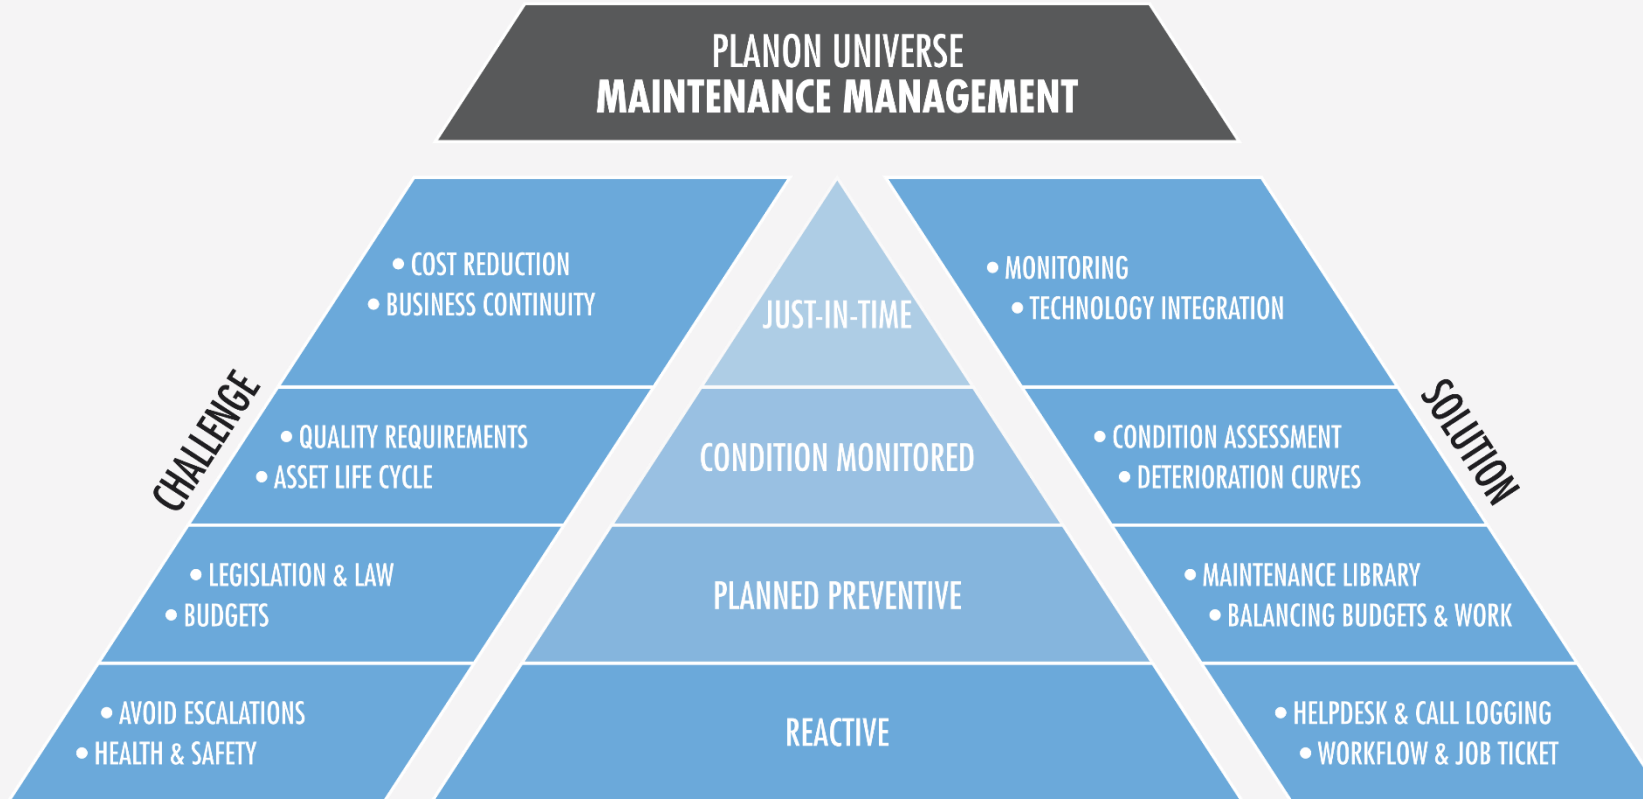 PLANON UNIVERSE
MAINTENANCE MANAGEMENT
CHALLENGE
• COST REDUCTION
• BUSINESS CONTINUITY
• QUALITY REQUIREMENTS
• ASSET LIFE CYCLE
• LEGISLATION & LAW
• BUDGETS
• AVOID ESCALATIONS
• HEALTH & SAFETY
JUST-IN-TIME
CONDITION MONITORED
PLANNED PREVENTIVE
REACTIVE
SOLUTION
• MONITORING
• TECHNOLOGY INTEGRATION
• CONDITION ASSESSMENT
• DETERIORATION CURVES
• MAINTENANCE LIBRARY
• BALANCING BUDGETS & WORK
• HELPDESK & CALL LOGGING
• WORKFLOW & JOB TICKET